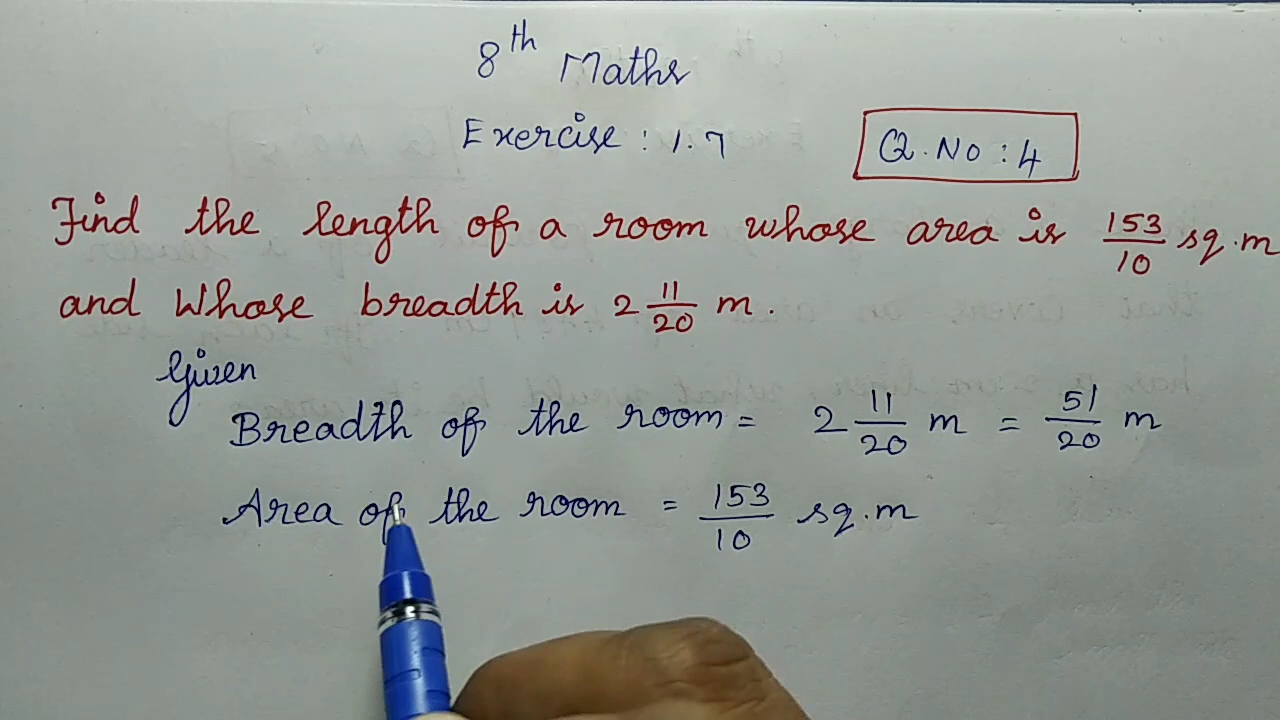 8th Maths
Exercise : 1.7
Q.No : 4
Find the length of a room whose area is 153/10 sq.m
and whose breadth is 2 11/20 m.
Given
Breadth of the room = 2 11/20 m = 51/20 m
Area of the room = 153/10 sq.m